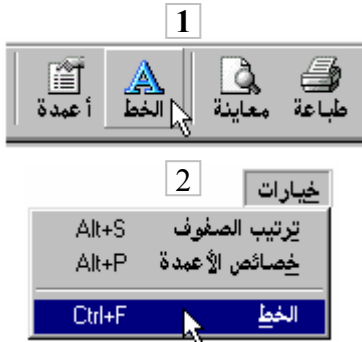 1
طباعة معاينة الخط أعمدة
2
خيارات
ترتيب الصفوف Alt+S
خصائص الأعمدة Alt+P
الخط Ctrl+F